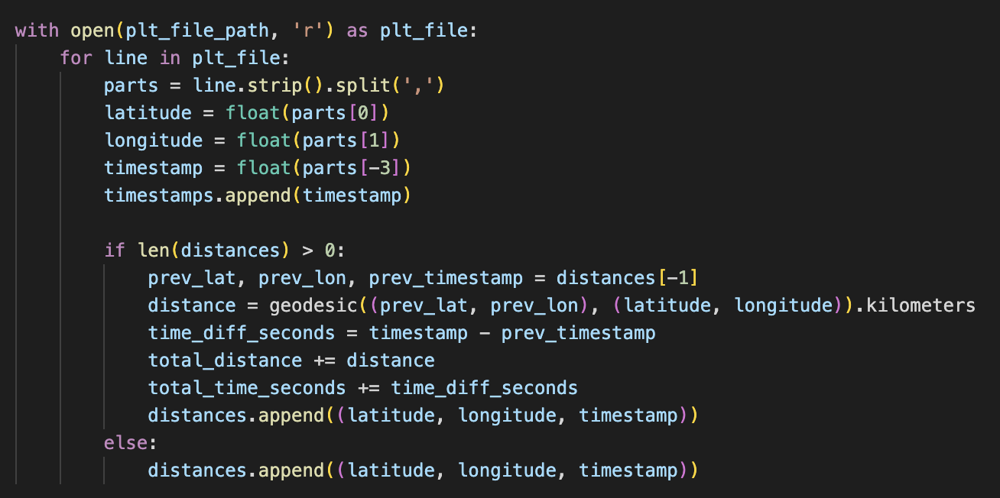 with open(plt_file_path, 'r') as plt_file:
    for line in plt_file:
        parts = line.strip().split(',')
        latitude = float(parts[0])
        longitude = float(parts[1])
        timestamp = float(parts[-3])
        timestamps.append(timestamp)

        if len(distances) > 0:
            prev_lat, prev_lon, prev_timestamp = distances[-1]
            distance = geodesic((prev_lat, prev_lon), (latitude, longitude)).kilometers
            time_diff_seconds = timestamp - prev_timestamp
            total_distance += distance
            total_time_seconds += time_diff_seconds
            distances.append((latitude, longitude, timestamp))
        else:
            distances.append((latitude, longitude, timestamp))